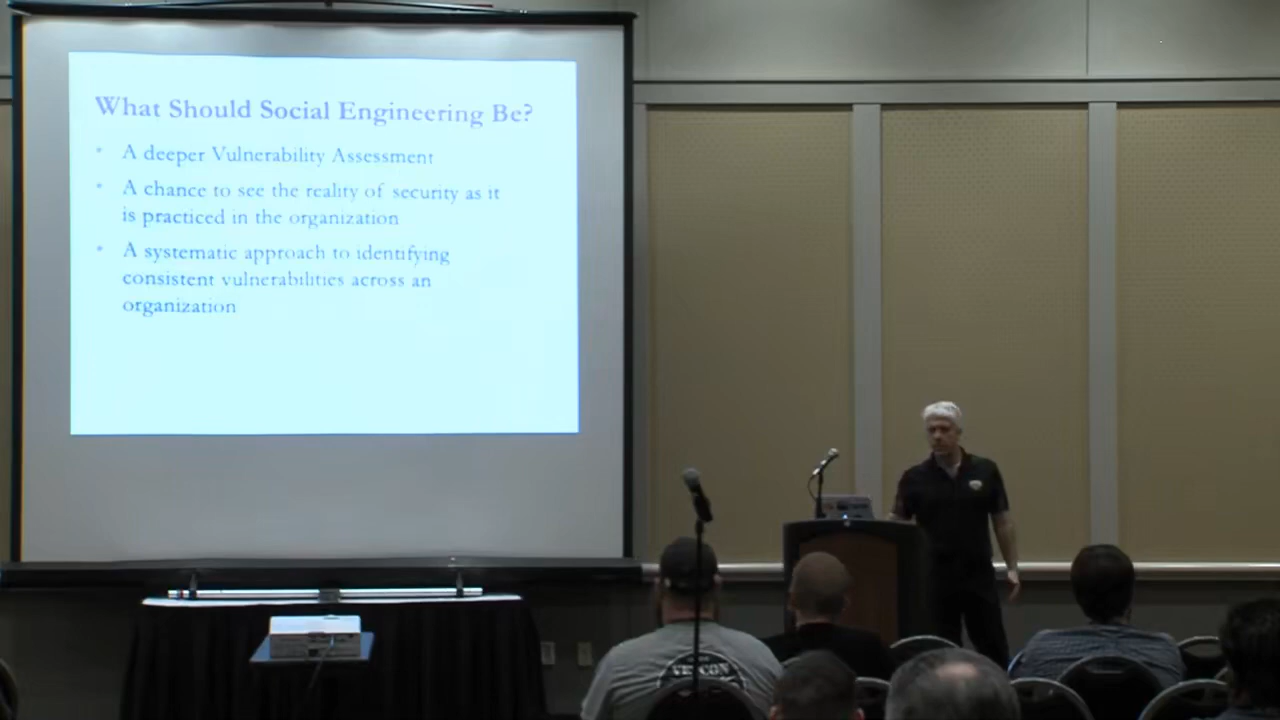 What Should Social Engineering Be?
* A deeper Vulnerability Assessment
* A chance to see the reality of security as it
is practiced in the organization
* A systematic approach to identifying
consistent vulnerabilities across an
organization